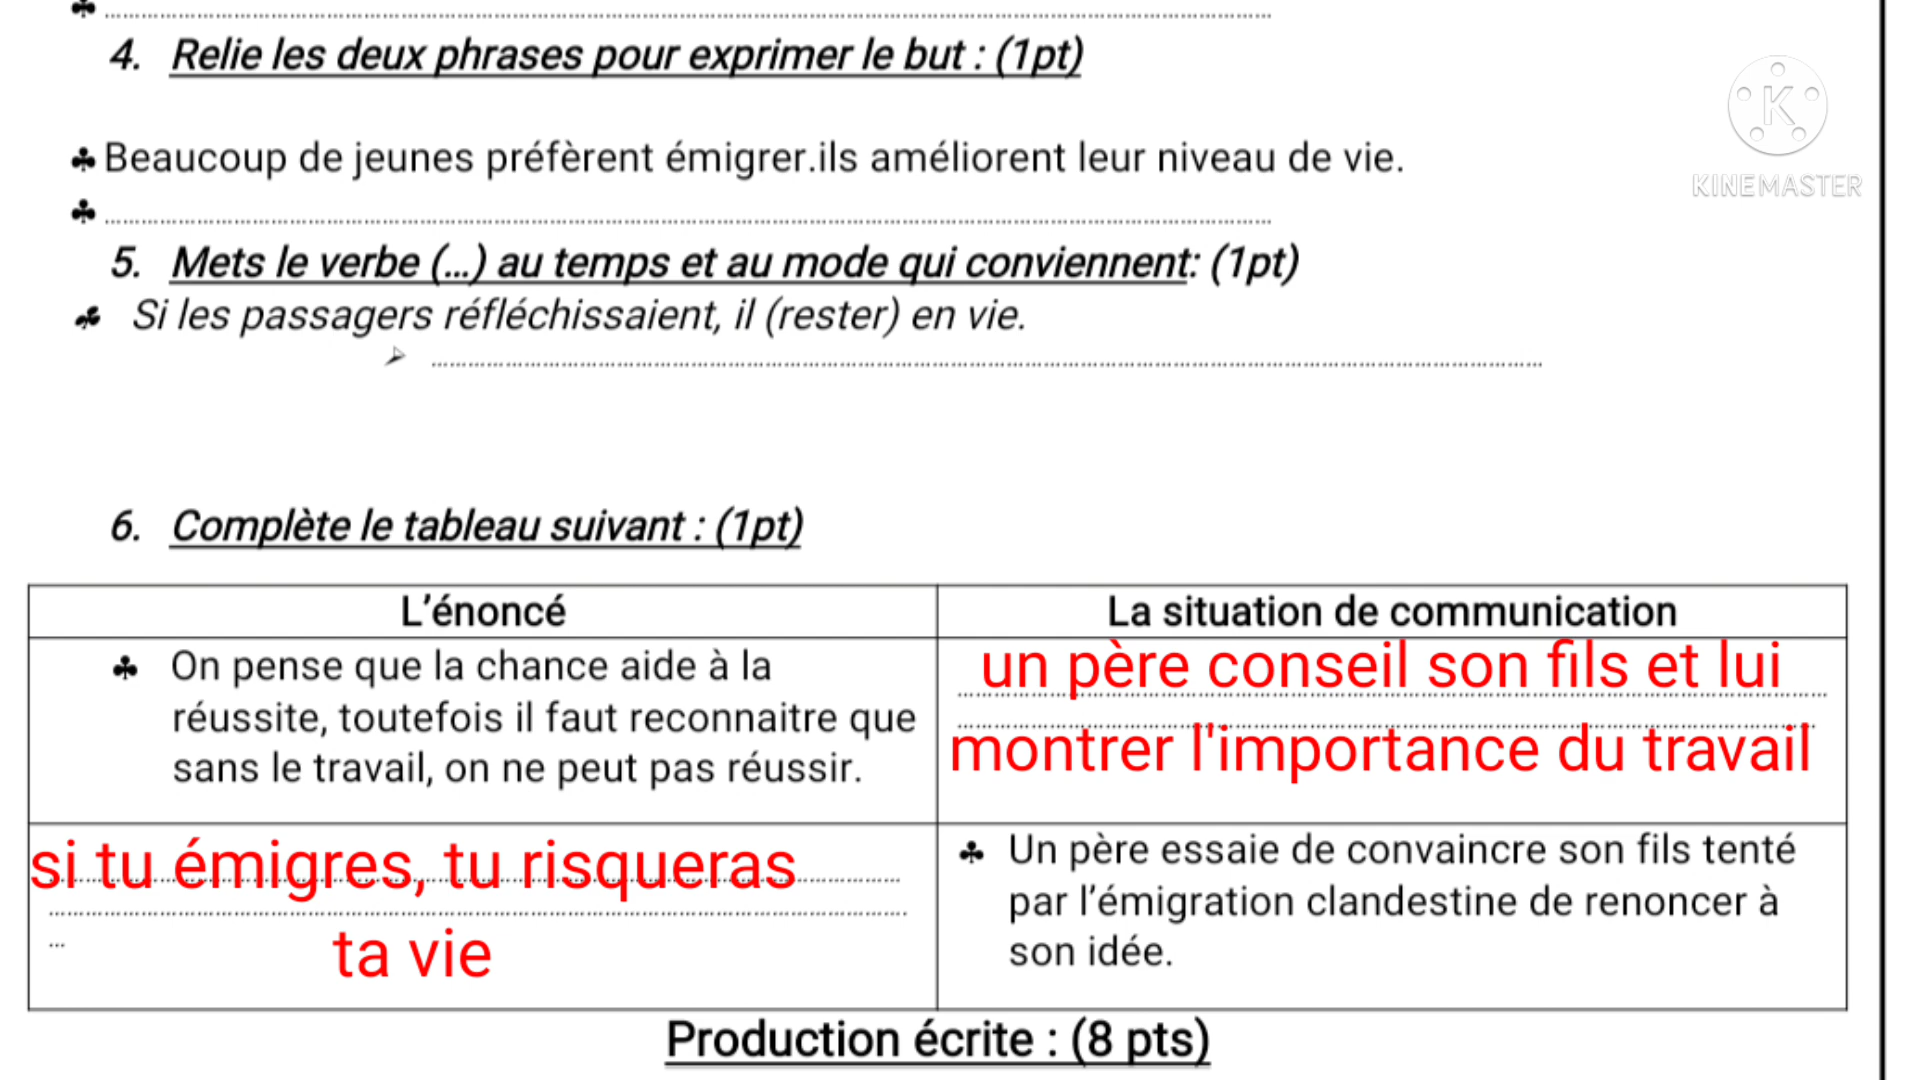 ♣ ..........
4. Relie les deux phrases pour exprimer le but : (1pt)
♣ Beaucoup de jeunes préfèrent émigrer.ils améliorent leur niveau de vie.
♣ ..........
5. Mets le verbe (...) au temps et au mode qui conviennent: (1pt)
♣ Si les passagers réfléchissaient, il (rester) en vie.
➢ ..........
6. Complète le tableau suivant : (1pt)
L'énoncé
La situation de communication
♣ On pense que la chance aide à la
réussite, toutefois il faut reconnaitre que
sans le travail, on ne peut pas réussir.
un père conseil son fils et lui
montrer l'importance du travail
si tu émigres, tu risqueras
ta vie
...
♣ Un père essaie de convaincre son fils tenté
par l'émigration clandestine de renoncer à
son idée.
Production écrite : (8 pts)
K
KINEMASTER